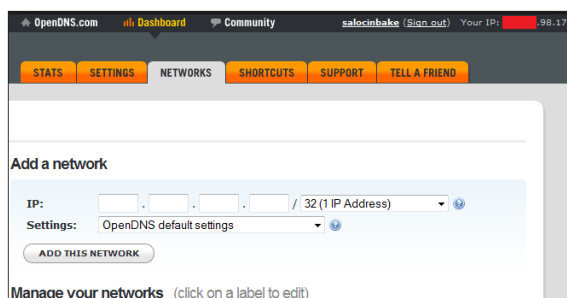 OpenDNS.com Dashboard Community salocinbake (Sign out) Your IP: .98.17
STATS SETTINGS NETWORKS SHORTCUTS SUPPORT TELL A FRIEND
Add a network
IP: . . . / 32 (1 IP Address)
Settings: OpenDNS default settings
ADD THIS NETWORK
Manage your networks (click on a label to edit)